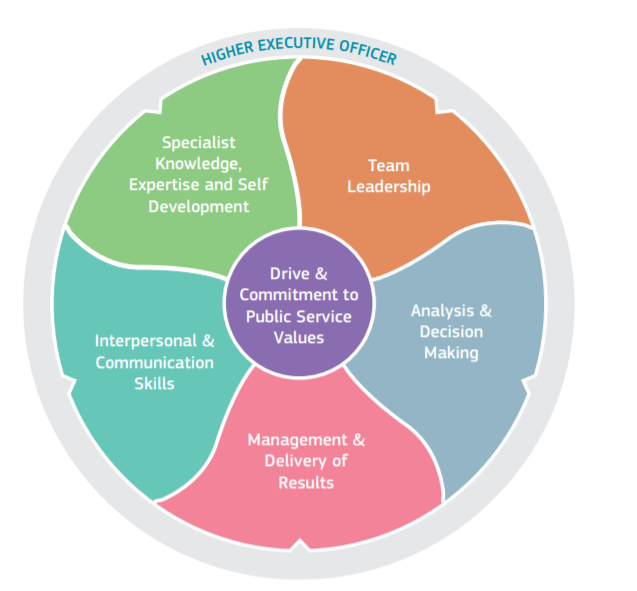 HIGHER EXECUTIVE OFFICER
Specialist
Knowledge,
Expertise and Self
Development
Team
Leadership
Drive &
Commitment to
Public Service
Values
Analysis &
Decision
Making
Interpersonal &
Communication
Skills
Management &
Delivery of
Results